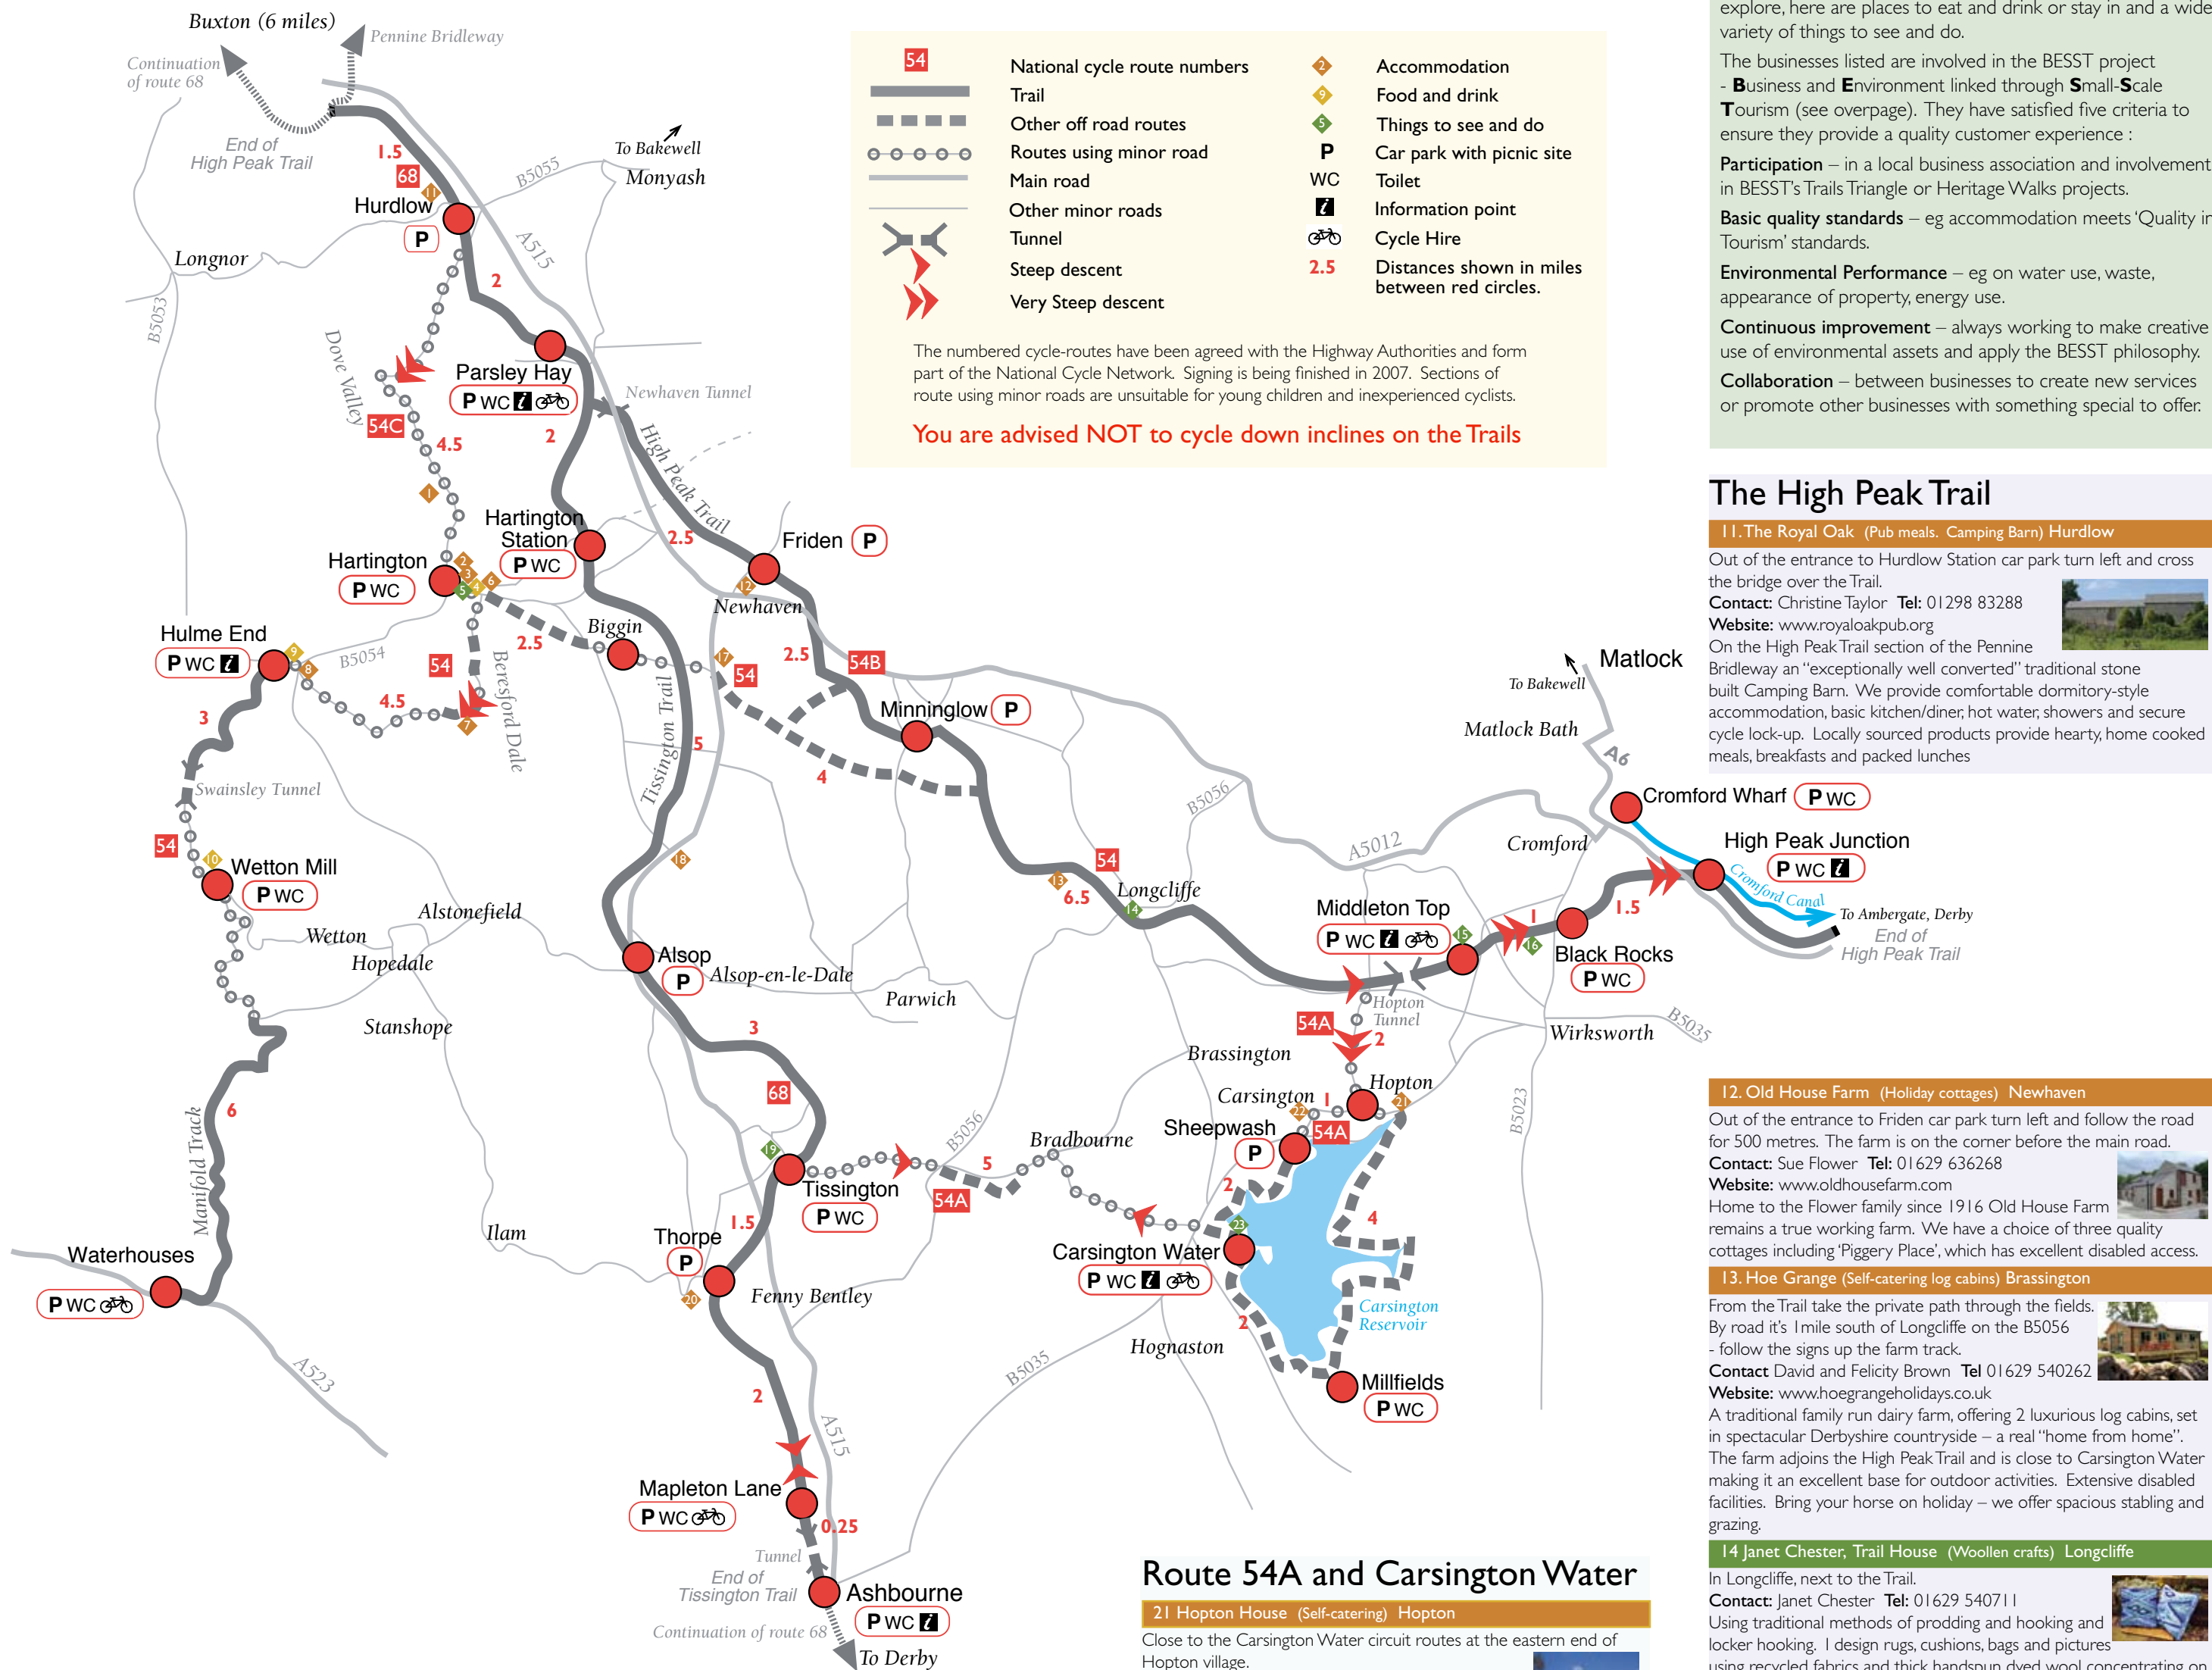 Buxton (6 miles)
Pennine Bridleway
Continuation
of route 68
End of
High Peak Trail
1.5
68
11
Hurdlow
P
To Bakewell
Monyash
B5055
A515
Longnor
B5053
2
Dove Valley
Parsley Hay
P WC i
54C
4.5
2
Newhaven Tunnel
High Peak Trail
1
Hartington
Station
P WC
2.5
Friden P
12
Newhaven
Hartington
P WC
2
3
4
5
6
Hulme End
P WC i
9
8
B5054
2.5
Biggin
54
Beresford Dale
4.5
7
3
17
54
2.5
54B
Minninglow P
Tissington Trail
5
4
Swainsley Tunnel
54
10
Wetton Mill
P WC
18
Alstonefield
Wetton
Hopedale
Stanshope
Alsop
P
Alsop-en-le-Dale
Parwich
54
13
6.5
Longcliffe
14
B5056
A5012
Matlock
To Bakewell
Matlock Bath
A6
Cromford Wharf P WC
Cromford
High Peak Junction
P WC i
Cromford Canal
To Ambergate, Derby
End of
High Peak Trail
Middleton Top
P WC i
15
1
16
1.5
Black Rocks
P WC
Hopton
Tunnel
54A
2
Wirksworth
B5035
Brassington
3
68
Hopton
Carsington
1
21
22
54A
Sheepwash
P
B5023
Manifold Track
6
19
Tissington
P WC
B5056
54A
5
Bradbourne
2
23
4
Carsington Water
P WC i
Carsington
Reservoir
2
Hognaston
Millfields
P WC
Ilam
1.5
Thorpe
P
20
Fenny Bentley
Waterhouses
P WC
A523
B5035
2
A515
Mapleton Lane
P WC
0.25
Tunnel
End of
Tissington Trail
Ashbourne
P WC i
Continuation of route 68
To Derby
54 National cycle route numbers
Trail
Other off road routes
Routes using minor road
Main road
Other minor roads
Tunnel
Steep descent
Very Steep descent
2 Accommodation
9 Food and drink
5 Things to see and do
P Car park with picnic site
WC Toilet
i Information point
Cycle Hire
2.5 Distances shown in miles
between red circles.
The numbered cycle-routes have been agreed with the Highway Authorities and form
part of the National Cycle Network. Signing is being finished in 2007. Sections of
route using minor roads are unsuitable for young children and inexperienced cyclists.
You are advised NOT to cycle down inclines on the Trails
Route 54A and Carsington Water
21 Hopton House (Self-catering) Hopton
Close to the Carsington Water circuit routes at the eastern end of
Hopton village.
explore, here are places to eat and drink or stay in and a wide
variety of things to see and do.
The businesses listed are involved in the BESST project
- Business and Environment linked through Small-Scale
Tourism (see overpage). They have satisfied five criteria to
ensure they provide a quality customer experience :
Participation – in a local business association and involvement
in BESST's Trails Triangle or Heritage Walks projects.
Basic quality standards – eg accommodation meets 'Quality in
Tourism' standards.
Environmental Performance – eg on water use, waste,
appearance of property, energy use.
Continuous improvement – always working to make creative
use of environmental assets and apply the BESST philosophy.
Collaboration – between businesses to create new services
or promote other businesses with something special to offer.
The High Peak Trail
11. The Royal Oak (Pub meals. Camping Barn) Hurdlow
Out of the entrance to Hurdlow Station car park turn left and cross
the bridge over the Trail.
Contact: Christine Taylor Tel: 01298 83288
Website: www.royaloakpub.org
On the High Peak Trail section of the Pennine
Bridleway an "exceptionally well converted" traditional stone
built Camping Barn. We provide comfortable dormitory-style
accommodation, basic kitchen/diner, hot water, showers and secure
cycle lock-up. Locally sourced products provide hearty, home cooked
meals, breakfasts and packed lunches
12. Old House Farm (Holiday cottages) Newhaven
Out of the entrance to Friden car park turn left and follow the road
for 500 metres. The farm is on the corner before the main road.
Contact: Sue Flower Tel: 01629 636268
Website: www.oldhousefarm.com
Home to the Flower family since 1916 Old House Farm
remains a true working farm. We have a choice of three quality
cottages including 'Piggery Place', which has excellent disabled access.
13. Hoe Grange (Self-catering log cabins) Brassington
From the Trail take the private path through the fields.
By road it's 1mile south of Longcliffe on the B5056
- follow the signs up the farm track.
Contact David and Felicity Brown Tel 01629 540262
Website: www.hoegrangeholidays.co.uk
A traditional family run dairy farm, offering 2 luxurious log cabins, set
in spectacular Derbyshire countryside – a real "home from home".
The farm adjoins the High Peak Trail and is close to Carsington Water
making it an excellent base for outdoor activities. Extensive disabled
facilities. Bring your horse on holiday – we offer spacious stabling and
grazing.
14 Janet Chester, Trail House (Woollen crafts) Longcliffe
In Longcliffe, next to the Trail.
Contact: Janet Chester Tel: 01629 540711
Using traditional methods of prodding and hooking and
locker hooking. I design rugs, cushions, bags and pictures
using recycled fabrics and thick handspun dyed wool concentrating on